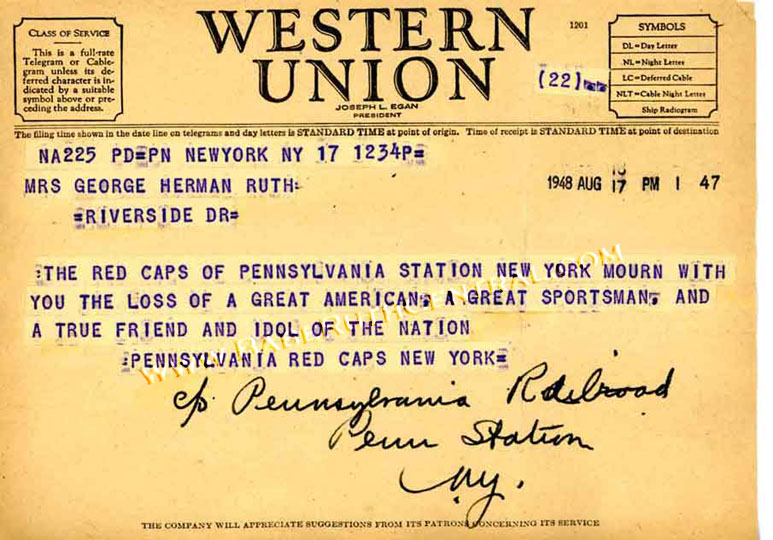 CLASS OF SERVICE
This is a full-rate
Telegram or Cable-
gram unless its de-
ferred character is in-
dicated by a suitable
symbol above or pre-
ceding the address.
WESTERN
UNION
JOSEPH L. EGAN
PRESIDENT
1201
(22)
SYMBOLS
DL=Day Letter
NL=Night Letter
LC=Deferred Cable
NLT=Cable Night Letter
Ship Radiogram
The filing time shown in the date line on telegrams and day letters is STANDARD TIME at point of origin. Time of receipt is STANDARD TIME at point of destination
NA225 PD=PN NEWYORK NY 17 1234P=
MRS GEORGE HERMAN RUTH=
1948 AUG 17 PM 1 47
=RIVERSIDE DR=
:THE RED CAPS OF PENNSYLVANIA STATION NEW YORK MOURN WITH
YOU THE LOSS OF A GREAT AMERICAN, A GREAT SPORTSMAN, AND
A TRUE FRIEND AND IDOL OF THE NATION
:PENNSYLVANIA RED CAPS NEW YORK=
WWW.BABERUTHCENTRAL.COM
c/o Pennsylvania Railroad
Penn Station
Ny.
THE COMPANY WILL APPRECIATE SUGGESTIONS FROM ITS PATRONS CONCERNING ITS SERVICE